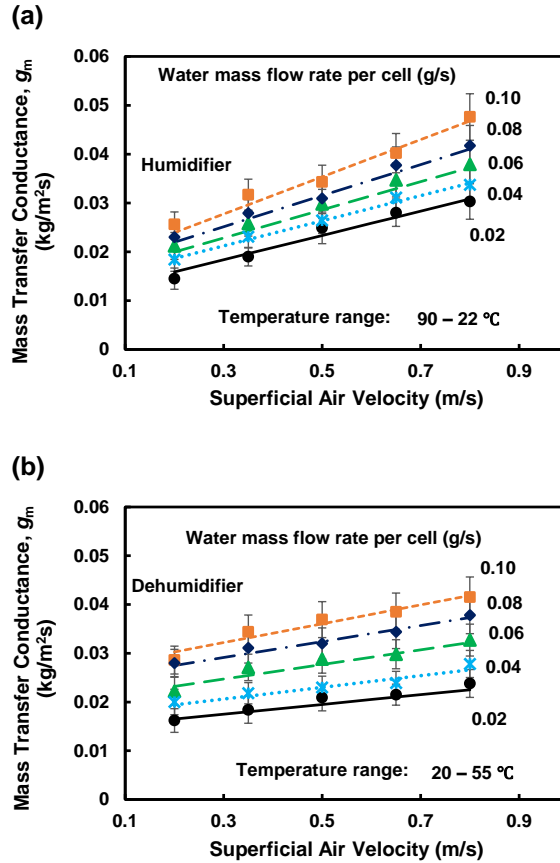 (a)
0.06
0.05
0.04
0.03
0.02
0.01
0
Mass Transfer Conductance, gm
(kg/m²s)
Water mass flow rate per cell (g/s)
0.10
0.08
0.06
0.04
0.02
Humidifier
Temperature range: 90 – 22 ℃
0.1 0.3 0.5 0.7 0.9
Superficial Air Velocity (m/s)
(b)
0.06
0.05
0.04
0.03
0.02
0.01
0
Mass Transfer Conductance, gm
(kg/m²s)
Water mass flow rate per cell (g/s)
0.10
0.08
0.06
0.04
0.02
Dehumidifier
Temperature range: 20 – 55 ℃
0.1 0.3 0.5 0.7 0.9
Superficial Air Velocity (m/s)